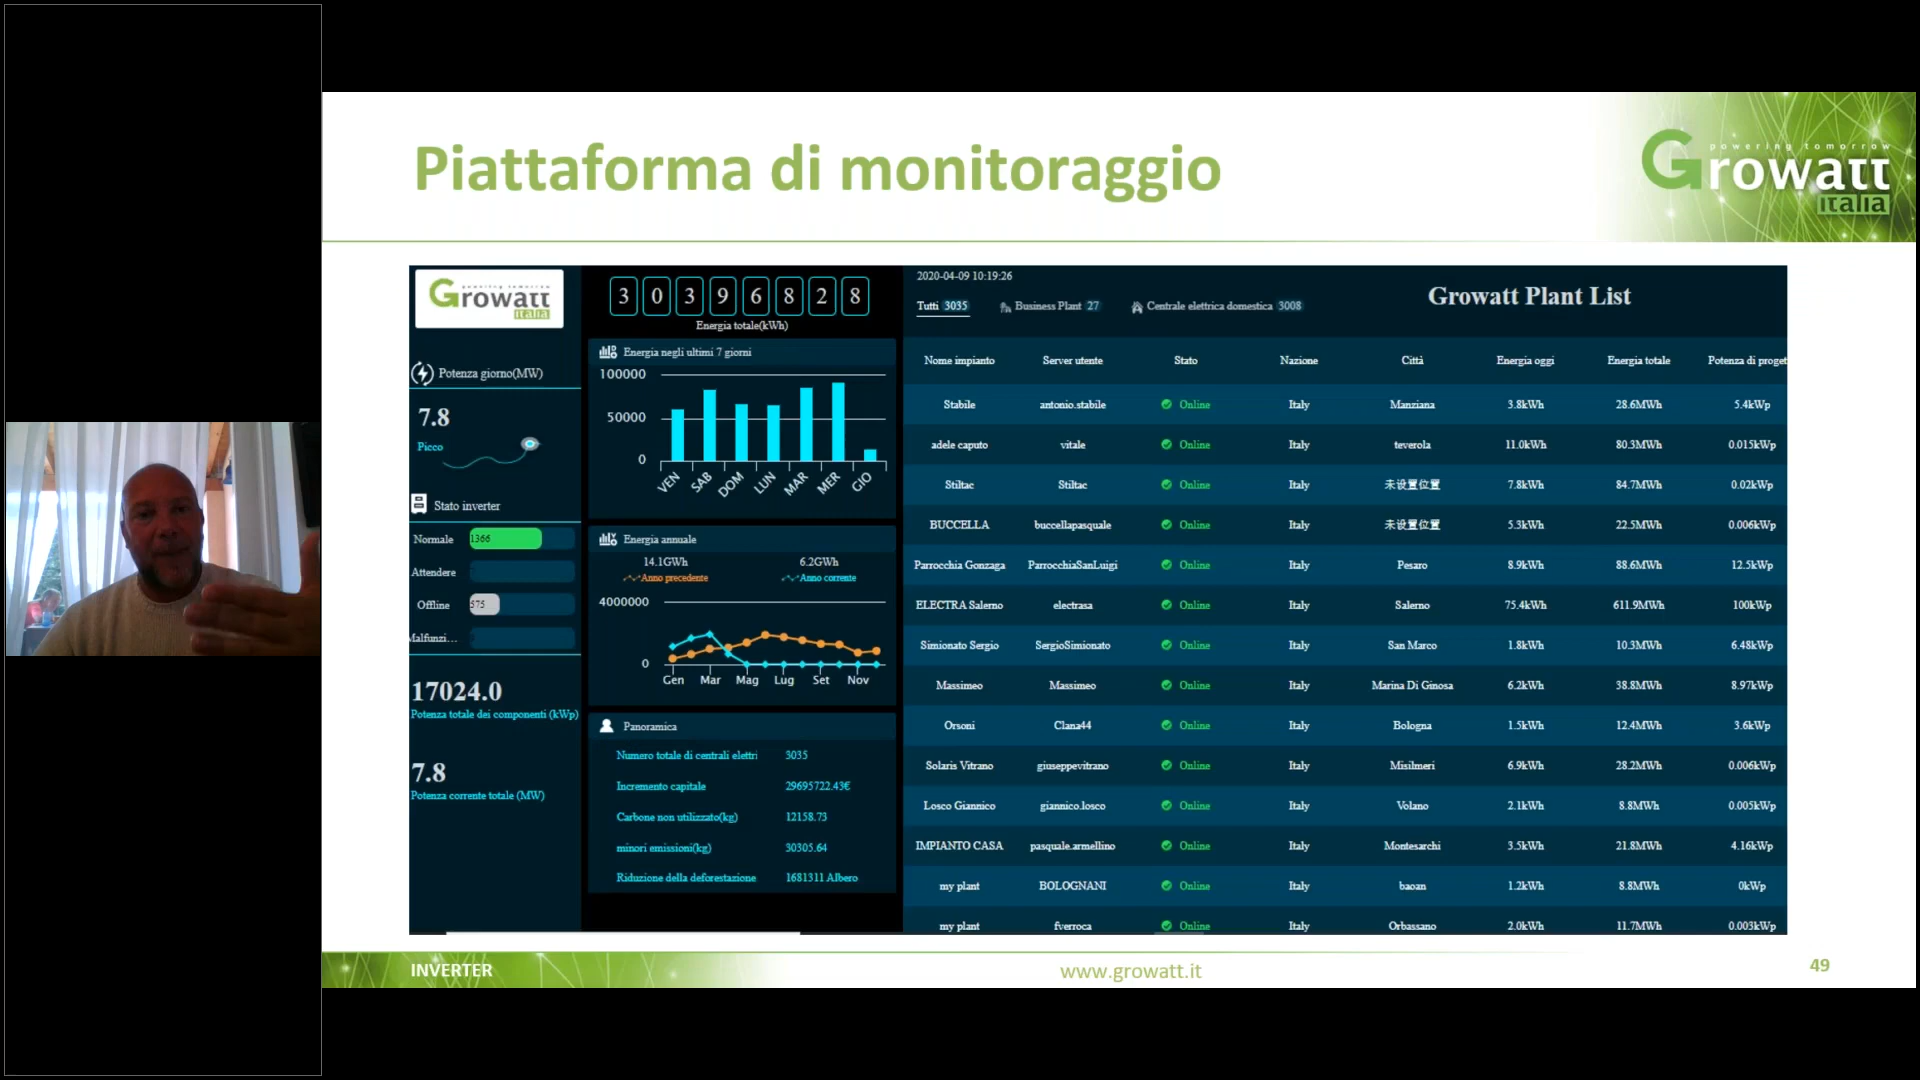 Piattaforma di monitoraggio
powering tomorrow
Growatt
italia
powering tomorrow
Growatt
italia
Potenza giorno(MW)
7.8
Picco
Stato inverter
Normale 1366
Attendere
Offline 575
Malfunzi...
17024.0
Potenza totale dei componenti (kWp)
7.8
Potenza corrente totale (MW)
3 0 3 9 6 8 2 8
Energia totale(kWh)
Energia negli ultimi 7 giorni
100000
50000
0
VEN SAB DOM LUN MAR MER GIO
Energia annuale
14.1GWh 6.2GWh
Anno precedente Anno corrente
4000000
0
Gen Mar Mag Lug Set Nov
Panoramica
Numero totale di centrali elettri 3035
Incremento capitale 29695722.43€
Carbone non utilizzato(kg) 12158.73
minori emissioni(kg) 30305.64
Riduzione della deforestazione 1681311 Albero
2020-04-09 10:19:26
Growatt Plant List
Tutti 3035 Business Plant 27 Centrale elettrica domestica 3008
Nome impianto Server utente Stato Nazione Città Energia oggi Energia totale Potenza di proget
Stabile antonio.stabile Online Italy Manziana 3.8kWh 28.6MWh 5.4kWp
adele caputo vitale Online Italy teverola 11.0kWh 80.3MWh 0.015kWp
Stiltac Stiltac Online Italy 未设置位置 7.8kWh 84.7MWh 0.02kWp
BUCCELLA buccellapasquale Online Italy 未设置位置 5.3kWh 22.5MWh 0.006kWp
Parrocchia Gonzaga ParrocchiaSanLuigi Online Italy Pesaro 8.9kWh 88.6MWh 12.5kWp
ELECTRA Salerno electrasa Online Italy Salerno 75.4kWh 611.9MWh 100kWp
Simionato Sergio SergioSimionato Online Italy San Marco 1.8kWh 10.3MWh 6.48kWp
Massimeo Massimeo Online Italy Marina Di Ginosa 6.2kWh 38.8MWh 8.97kWp
Orsoni Clana44 Online Italy Bologna 1.5kWh 12.4MWh 3.6kWp
Solaris Vitrano giuseppevitrano Online Italy Misilmeri 6.9kWh 28.2MWh 0.006kWp
Losco Giannico giannico.losco Online Italy Volano 2.1kWh 8.8MWh 0.005kWp
IMPIANTO CASA pasquale.armellino Online Italy Montesarchi 3.5kWh 21.8MWh 4.16kWp
my plant BOLOGNANI Online Italy baoan 1.2kWh 8.8MWh 0kWp
my plant fverroca Online Italy Orbassano 2.0kWh 11.7MWh 0.003kWp
INVERTER
www.growatt.it
49